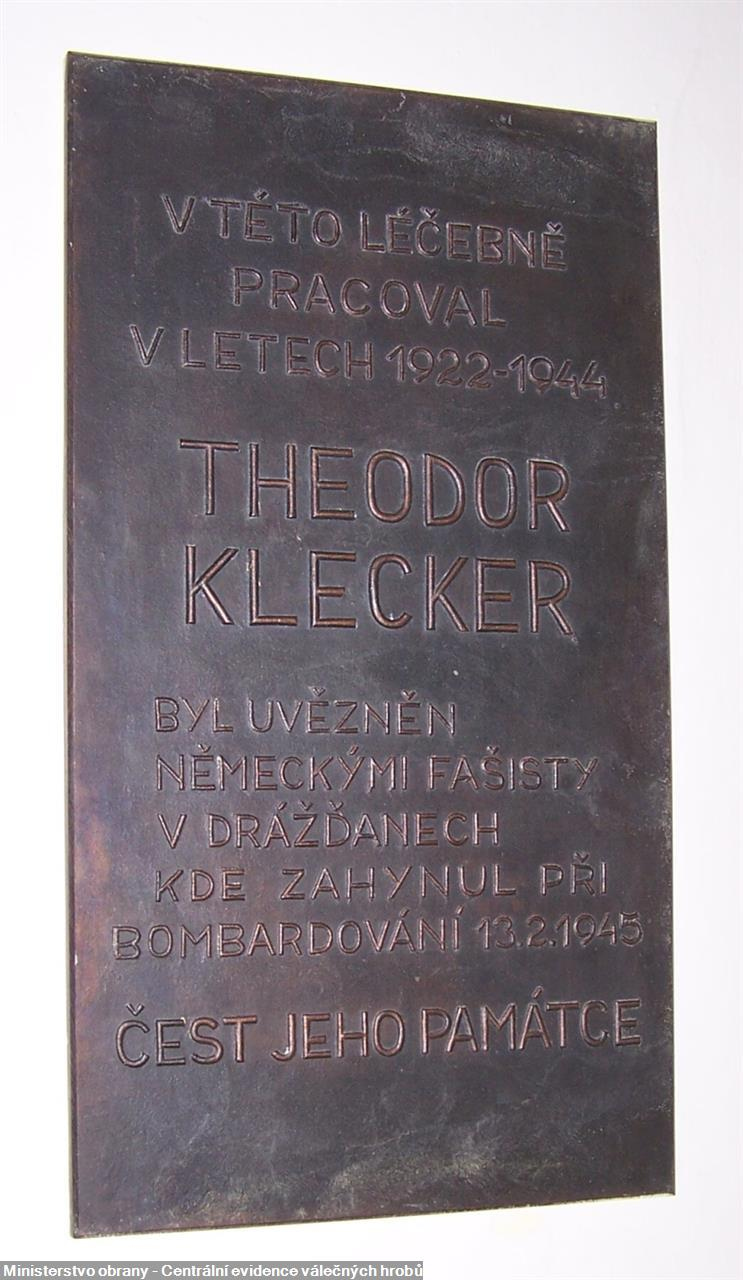 V TÉTO LÉČEBNĚ
PRACOVAL
V LETECH 1922-1944
THEODOR
KLECKER
BYL UVĚZNĚN
NĚMECKÝMI FAŠISTY
V DRÁŽĎANECH
KDE ZAHYNUL PŘI
BOMBARDOVÁNÍ 13.2.1945
ČEST JEHO PAMÁTCE
Ministerstvo obrany - Centrální evidence válečných hrobů